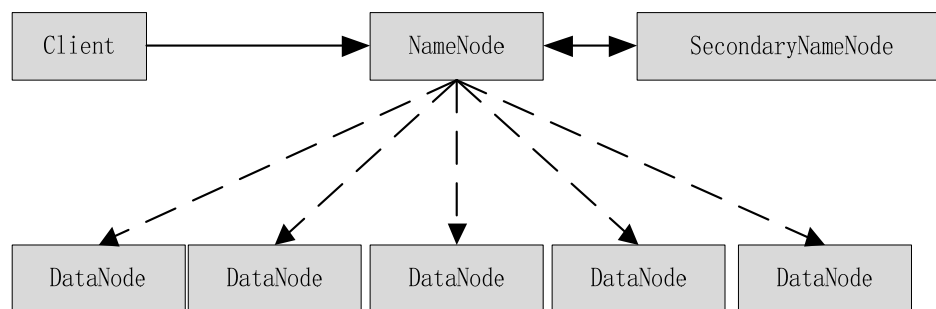 Client
NameNode
SecondaryNameNode
DataNode
DataNode
DataNode
DataNode
DataNode